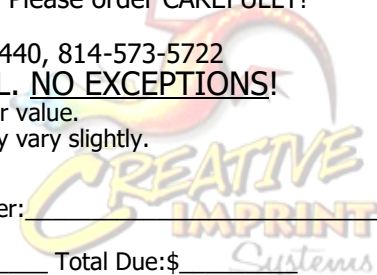 Please order CAREFULLY!
440, 814-573-5722
L. NO EXCEPTIONS!
r value.
y vary slightly.
CREATIVE
er:
IMPRINT
Total Due:$
Systems